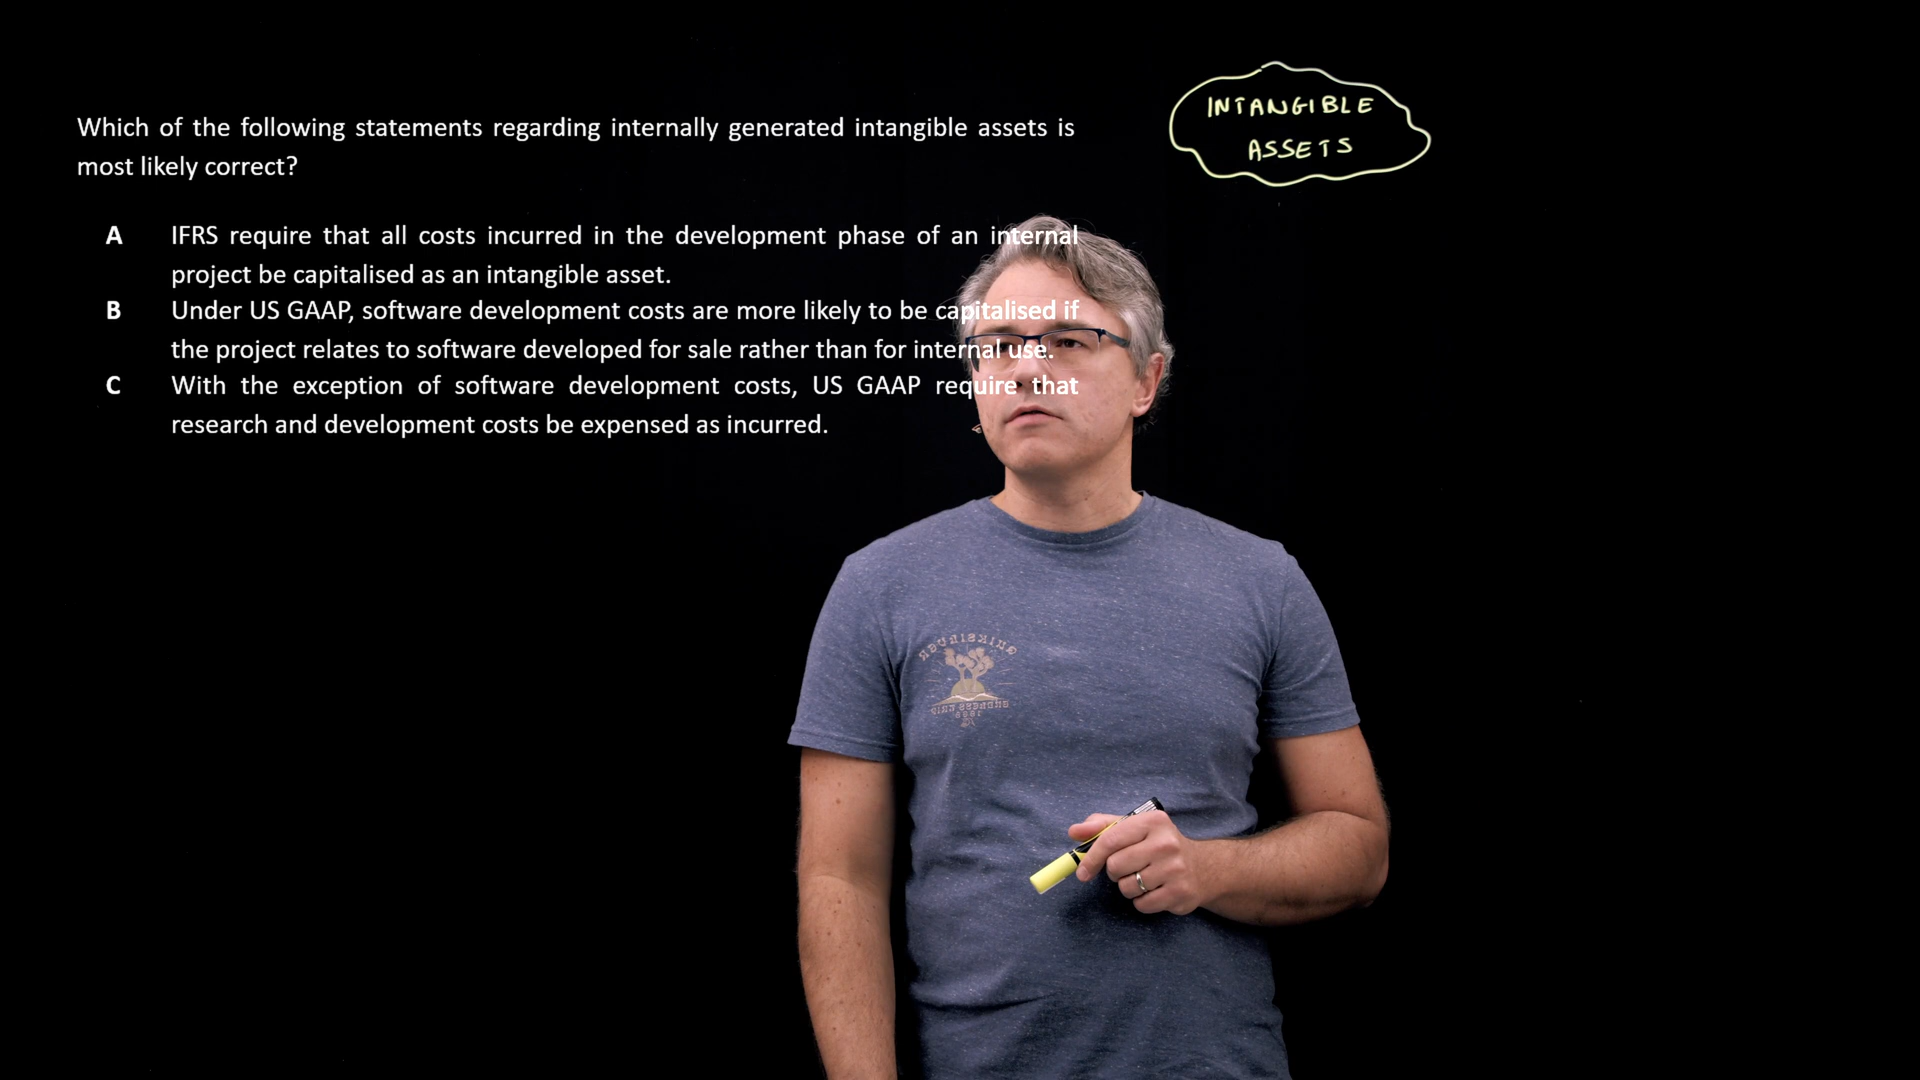 Which of the following statements regarding internally generated intangible assets is
most likely correct?
A IFRS require that all costs incurred in the development phase of an internal
project be capitalised as an intangible asset.
B Under US GAAP, software development costs are more likely to be capitalised if
the project relates to software developed for sale rather than for internal use.
C With the exception of software development costs, US GAAP require that
research and development costs be expensed as incurred.
INTANGIBLE
ASSETS
QUIKSILVER